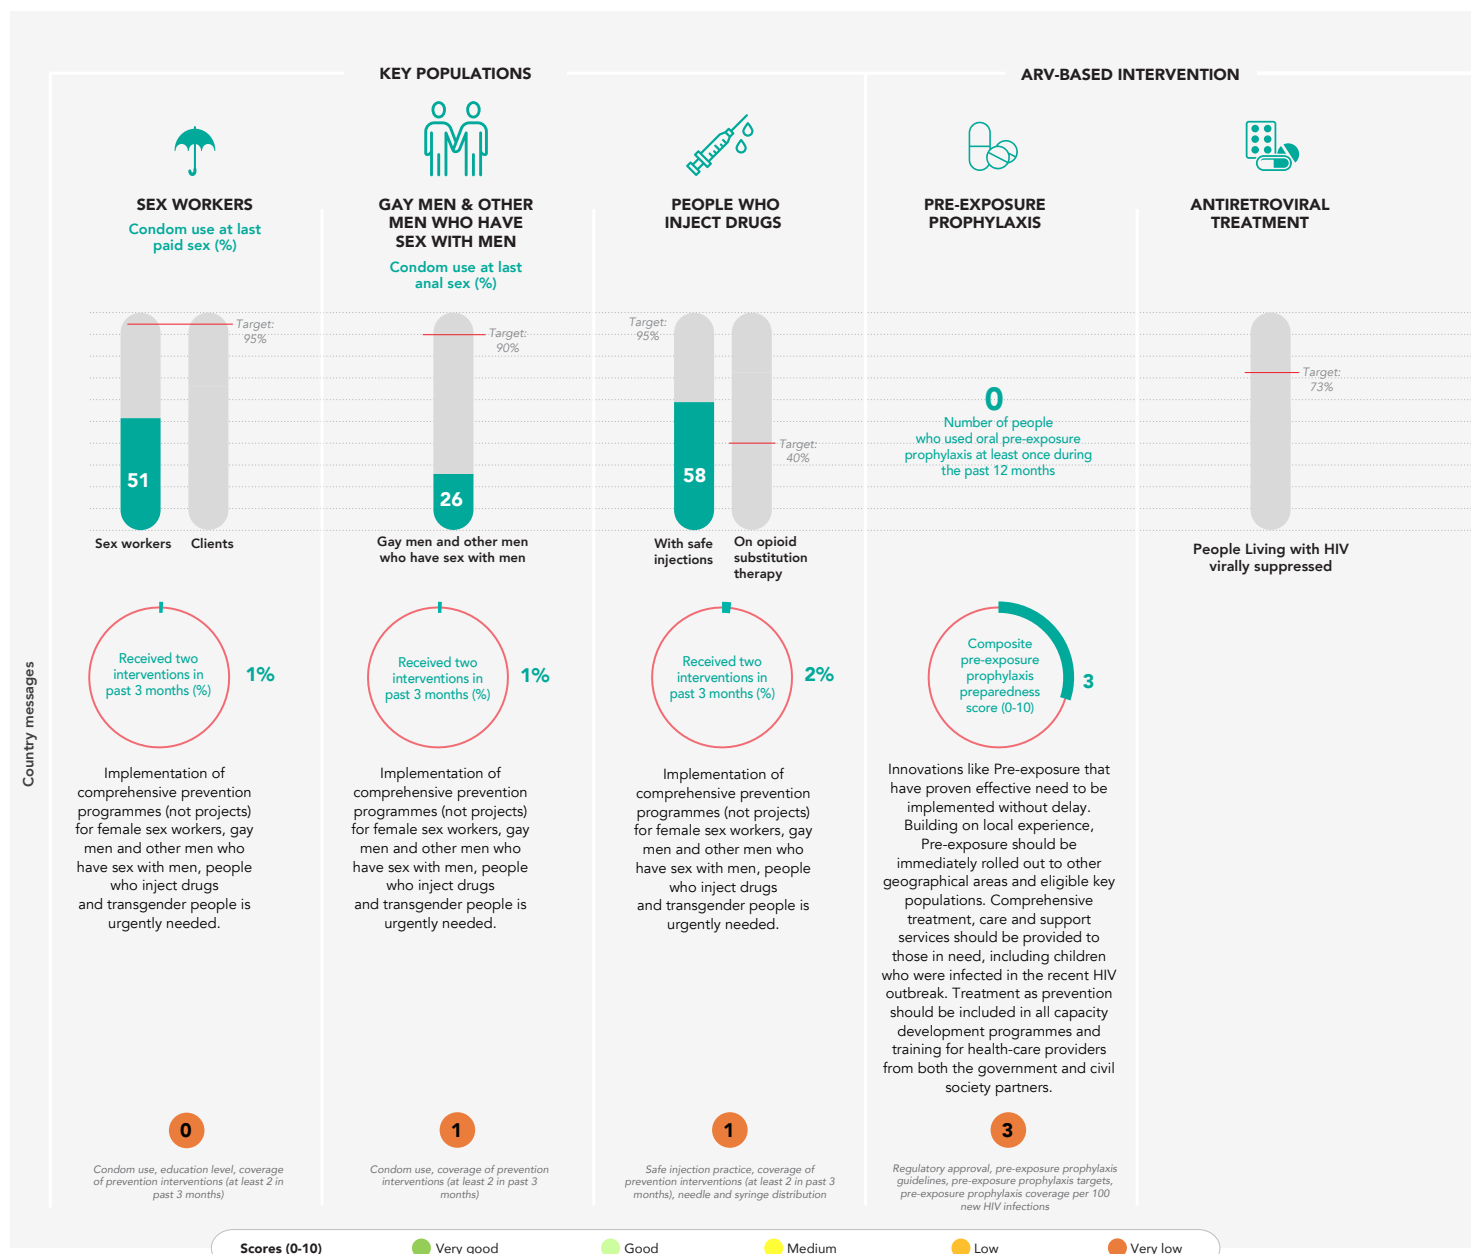 KEY POPULATIONS
ARV-BASED INTERVENTION
SEX WORKERS
Condom use at last
paid sex (%)
GAY MEN & OTHER
MEN WHO HAVE
SEX WITH MEN
Condom use at last
anal sex (%)
PEOPLE WHO
INJECT DRUGS
PRE-EXPOSURE
PROPHYLAXIS
ANTIRETROVIRAL
TREATMENT
Target:
95%
51
Sex workers
Clients
Target:
90%
26
Gay men and other men
who have sex with men
Target:
95%
58
Target:
40%
With safe
injections
On opioid
substitution
therapy
0
Number of people
who used oral pre-exposure
prophylaxis at least once during
the past 12 months
Target:
73%
People Living with HIV
virally suppressed
Country messages
Received two
interventions in
past 3 months (%)
1%
Received two
interventions in
past 3 months (%)
1%
Received two
interventions in
past 3 months (%)
2%
Composite
pre-exposure
prophylaxis
preparedness
score (0-10)
3
Implementation of
comprehensive prevention
programmes (not projects)
for female sex workers, gay
men and other men who
have sex with men, people
who inject drugs
and transgender people is
urgently needed.
Implementation of
comprehensive prevention
programmes (not projects)
for female sex workers, gay
men and other men who
have sex with men, people
who inject drugs
and transgender people is
urgently needed.
Implementation of
comprehensive prevention
programmes (not projects)
for female sex workers, gay
men and other men who
have sex with men, people
who inject drugs
and transgender people is
urgently needed.
Innovations like Pre-exposure that
have proven effective need to be
implemented without delay.
Building on local experience,
Pre-exposure should be
immediately rolled out to other
geographical areas and eligible key
populations. Comprehensive
treatment, care and support
services should be provided to
those in need, including children
who were infected in the recent HIV
outbreak. Treatment as prevention
should be included in all capacity
development programmes and
training for health-care providers
from both the government and civil
society partners.
0
Condom use, education level, coverage
of prevention interventions (at least 2 in
past 3 months)
1
Condom use, coverage of prevention
interventions (at least 2 in past 3
months)
1
Safe injection practice, coverage of
prevention interventions (at least 2 in past 3
months), needle and syringe distribution
3
Regulatory approval, pre-exposure prophylaxis
guidelines, pre-exposure prophylaxis targets,
pre-exposure prophylaxis coverage per 100
new HIV infections
Scores (0-10)
Very good
Good
Medium
Low
Very low